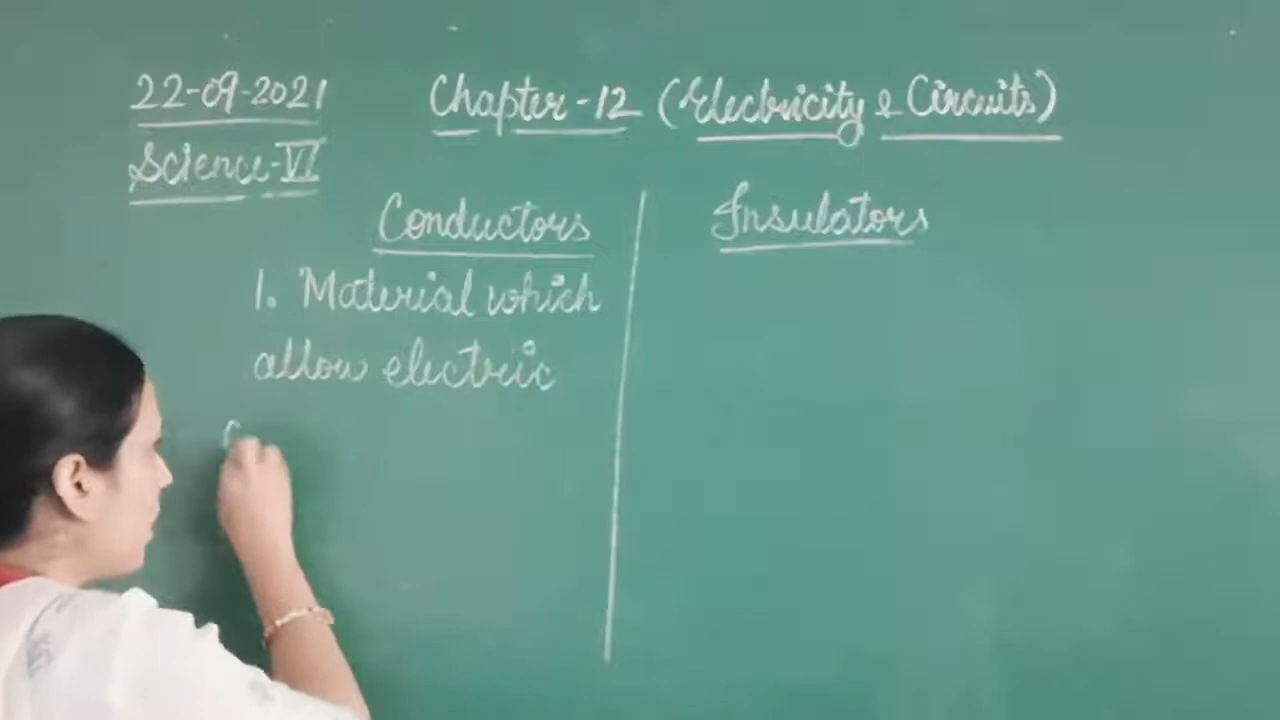 22-09-2021
Chapter-12 (Electricity & Circuits)
Science-VI
Conductors
Insulators
1. Material which
allow electric